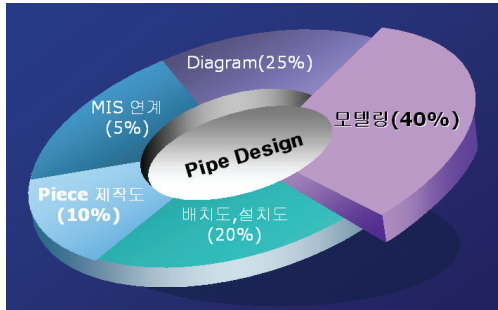 Diagram(25%)
MIS 연계
(5%)
모델링(40%)
Pipe Design
Piece 제작도
(10%)
배치도,설치도
(20%)